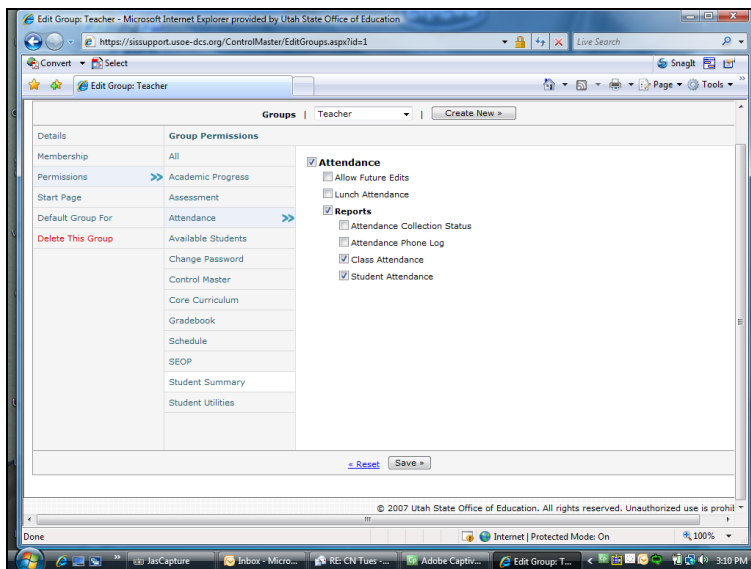 Edit Group: Teacher - Microsoft Internet Explorer provided by Utah State Office of Education
https://sissupport.usoe-dcs.org/ControlMaster/EditGroups.aspx?id=1
Live Search
Convert
Select
SnagIt
Edit Group: Teacher
Page
Tools
Groups | Teacher | Create New »
Details
Membership
Permissions
Start Page
Default Group For
Delete This Group
Group Permissions
All
Academic Progress
Assessment
Attendance
Available Students
Change Password
Control Master
Core Curriculum
Gradebook
Schedule
SEOP
Student Summary
Student Utilities
Attendance
Allow Future Edits
Lunch Attendance
Reports
Attendance Collection Status
Attendance Phone Log
Class Attendance
Student Attendance
« Reset Save »
© 2007 Utah State Office of Education. All rights reserved. Unauthorized use is prohib
Done
Internet | Protected Mode: On
100%
JasCapture
Inbox - Micro...
RE: CN Tues -...
Adobe Captiv...
Edit Group: T...
3:10 PM